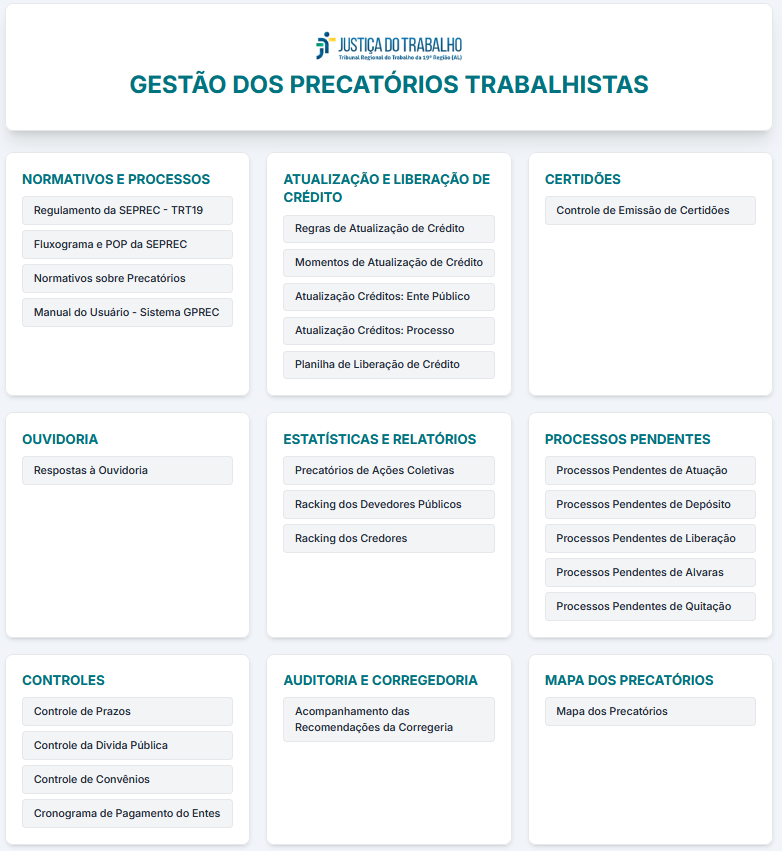 JUSTIÇA DO TRABALHO
Tribunal Regional do Trabalho da 19ª Região (AL)
GESTÃO DOS PRECATÓRIOS TRABALHISTAS
NORMATIVOS E PROCESSOS
Regulamento da SEPREC - TRT19
Fluxograma e POP da SEPREC
Normativos sobre Precatórios
Manual do Usuário - Sistema GPREC
ATUALIZAÇÃO E LIBERAÇÃO DE
CRÉDITO
Regras de Atualização de Crédito
Momentos de Atualização de Crédito
Atualização Créditos: Ente Público
Atualização Créditos: Processo
Planilha de Liberação de Crédito
CERTIDÕES
Controle de Emissão de Certidões
OUVIDORIA
Respostas à Ouvidoria
ESTATÍSTICAS E RELATÓRIOS
Precatórios de Ações Coletivas
Racking dos Devedores Públicos
Racking dos Credores
PROCESSOS PENDENTES
Processos Pendentes de Atuação
Processos Pendentes de Depósito
Processos Pendentes de Liberação
Processos Pendentes de Alvaras
Processos Pendentes de Quitação
CONTROLES
Controle de Prazos
Controle da Divida Pública
Controle de Convênios
Cronograma de Pagamento do Entes
AUDITORIA E CORREGEDORIA
Acompanhamento das
Recomendações da Corregeria
MAPA DOS PRECATÓRIOS
Mapa dos Precatórios